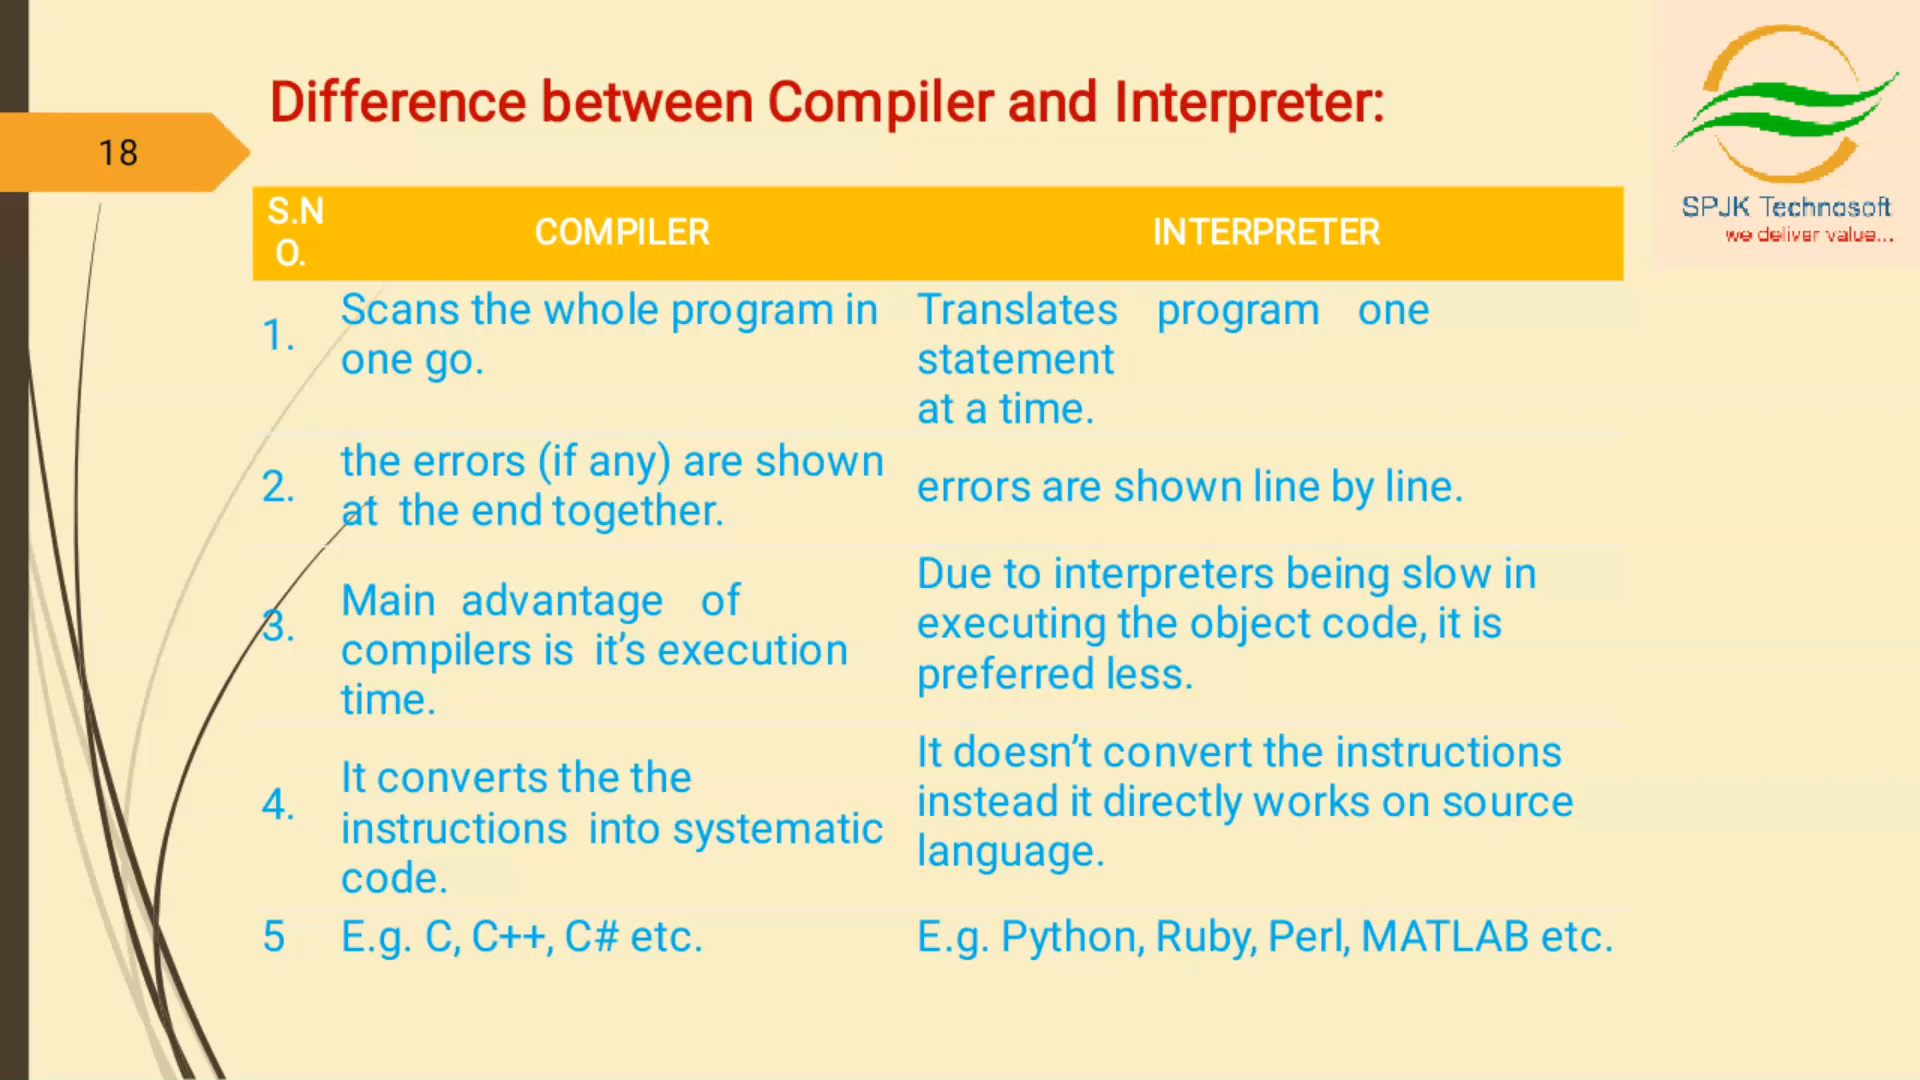 Difference between Compiler and Interpreter:
18
SPJK Technosoft
we deliver value...
S.N
O.
COMPILER
INTERPRETER
1.
Scans the whole program in
one go.
Translates program one
statement
at a time.
2.
the errors (if any) are shown
at the end together.
errors are shown line by line.
3.
Main advantage of
compilers is it’s execution
time.
Due to interpreters being slow in
executing the object code, it is
preferred less.
4.
It converts the the
instructions into systematic
code.
It doesn’t convert the instructions
instead it directly works on source
language.
5
E.g. C, C++, C# etc.
E.g. Python, Ruby, Perl, MATLAB etc.